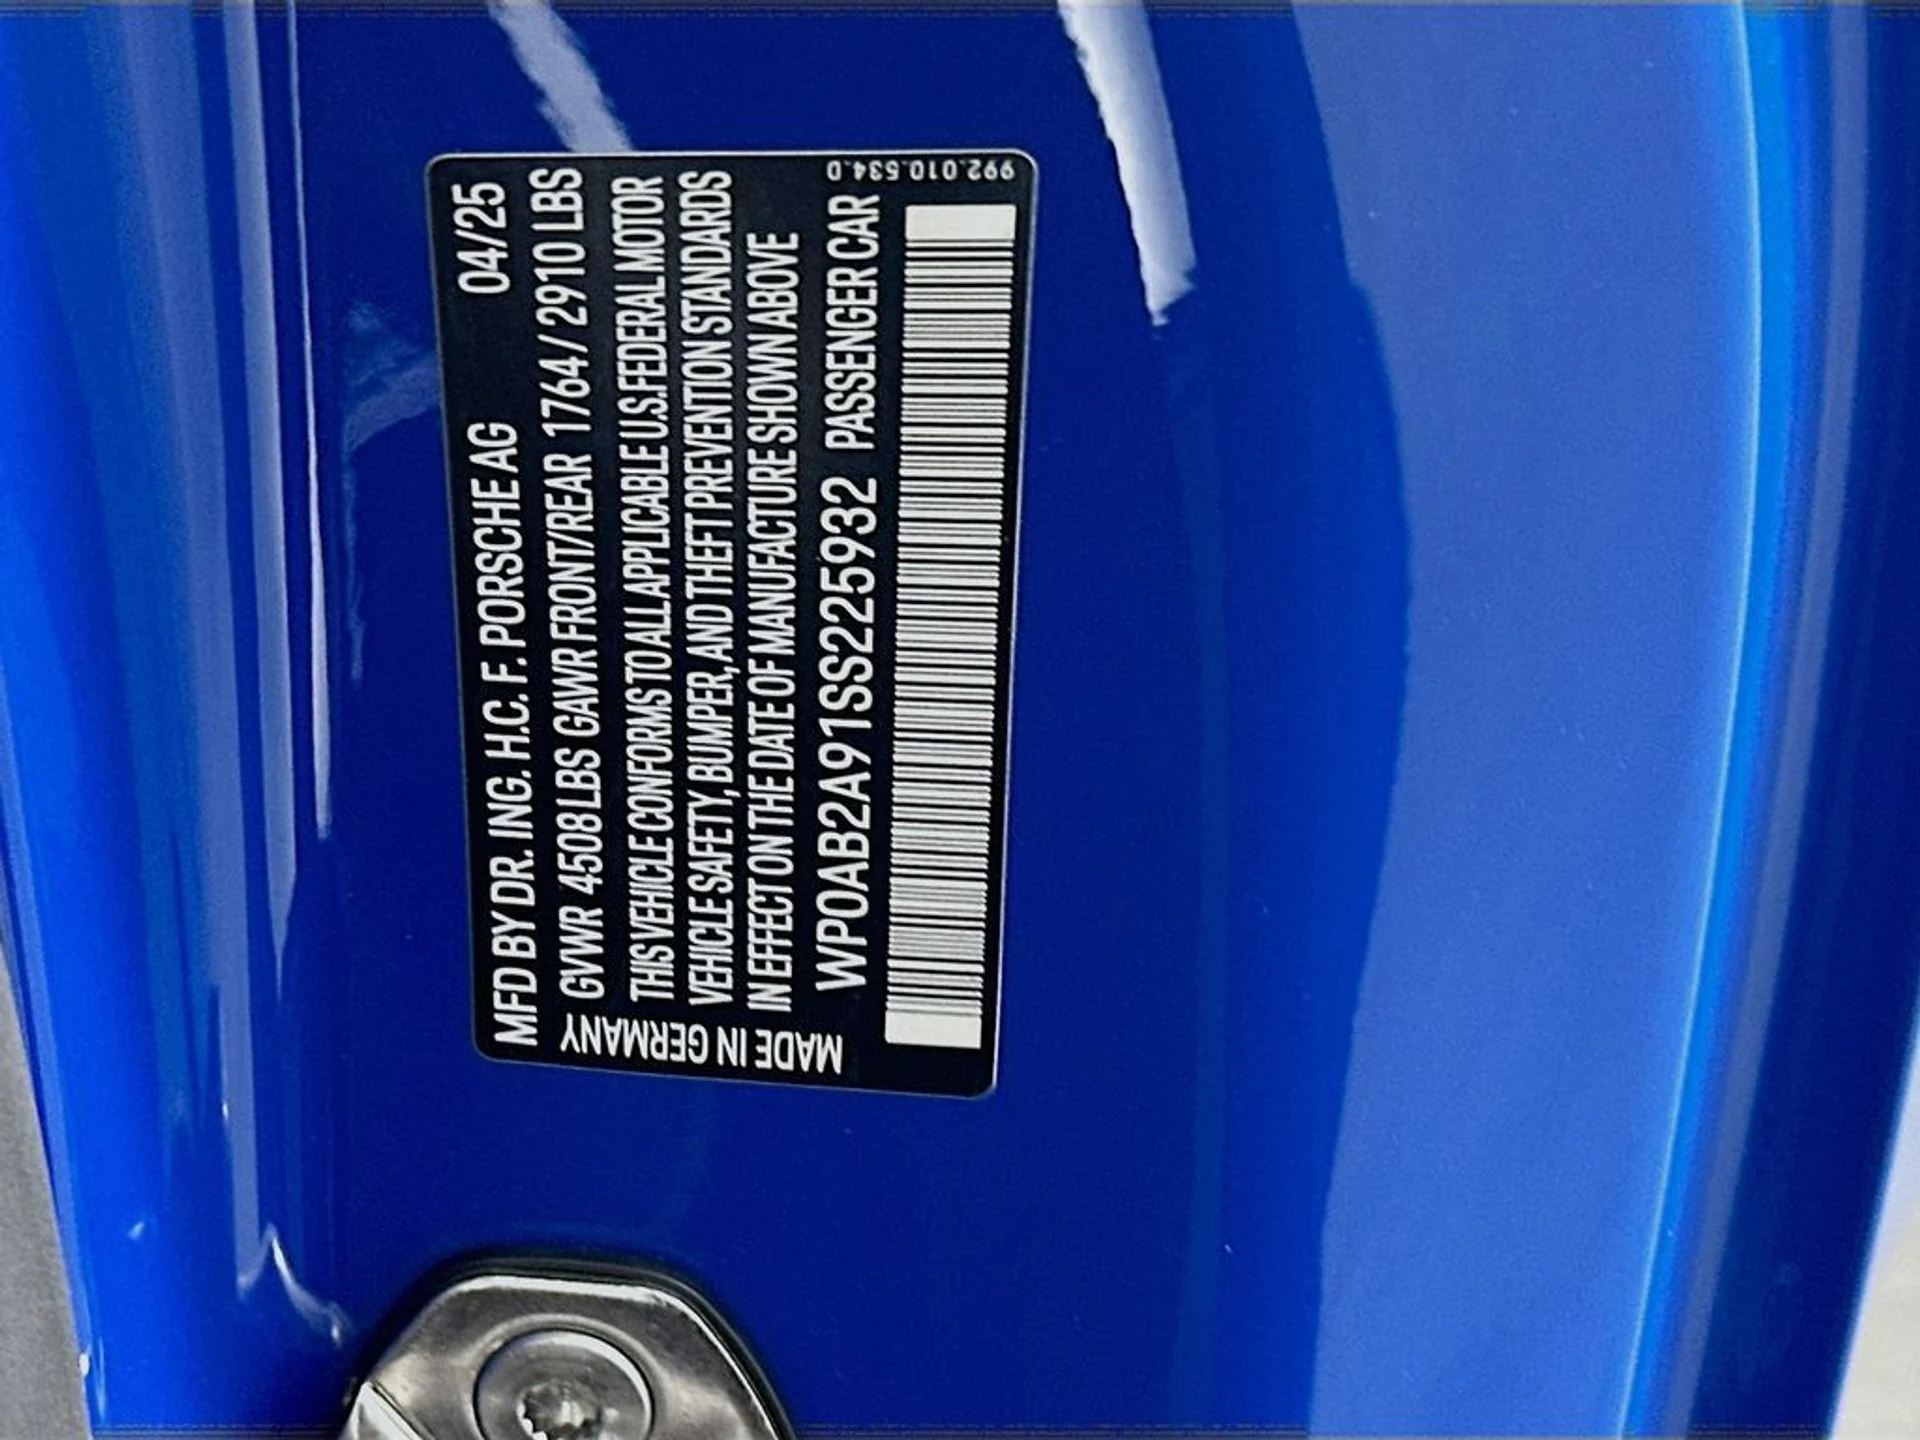 MFD BY DR. ING. H.C. F. PORSCHE AG 04/25
GVWR 4508 LBS GAWR FRONT/REAR 1764 / 2910 LBS
THIS VEHICLE CONFORMS TO ALL APPLICABLE U.S. FEDERAL MOTOR
VEHICLE SAFETY, BUMPER, AND THEFT PREVENTION STANDARDS
IN EFFECT ON THE DATE OF MANUFACTURE SHOWN ABOVE
WP0AB2A91SS225932 PASSENGER CAR
MADE IN GERMANY
992.010.534.D